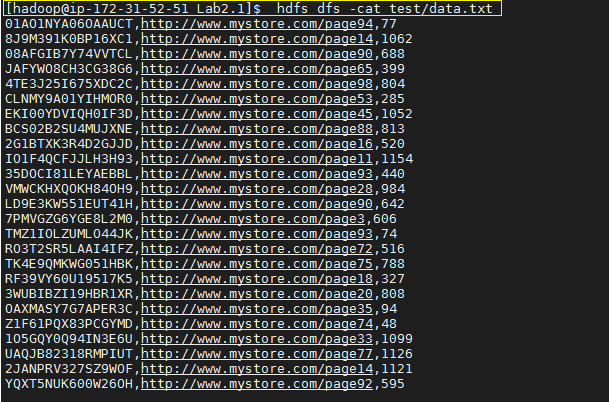 [hadoop@ip-172-31-52-51 Lab2.1]$ hdfs dfs -cat test/data.txt
01AO1NYA06OAAUCT,http://www.mystore.com/page94,77
8J9M391K0BP16XC1,http://www.mystore.com/page14,1062
08AFGIB7Y74VVTCL,http://www.mystore.com/page90,688
JAFYWO8CH3CG38G6,http://www.mystore.com/page65,399
4TE3J25I675XDC2C,http://www.mystore.com/page98,804
CLNMY9A01YIHMOR0,http://www.mystore.com/page53,285
EKI00YDVIQH0IF3D,http://www.mystore.com/page45,1052
BCS02B2SU4MUJXNE,http://www.mystore.com/page88,813
2G1BTXK3R4D2GJJD,http://www.mystore.com/page16,520
IO1F4QCFJJLH3H93,http://www.mystore.com/page11,1154
35DOCI81LEYAEBBL,http://www.mystore.com/page93,440
VMWCKHXQOKH84OH9,http://www.mystore.com/page28,984
LD9E3KW551EUT41H,http://www.mystore.com/page90,642
7PMVGZG6YGE8L2M0,http://www.mystore.com/page3,606
TMZ1IOLZUMLO44JK,http://www.mystore.com/page93,74
RO3T2SR5LAAI4IFZ,http://www.mystore.com/page72,516
TK4E9QMKWG051HBK,http://www.mystore.com/page75,788
RF39VY60U19517K5,http://www.mystore.com/page18,327
3WUBIBZI19HBR1XR,http://www.mystore.com/page20,808
OAXMASY7G7APER3C,http://www.mystore.com/page35,94
Z1F61PQX83PCGYMD,http://www.mystore.com/page74,48
1O5GQY0Q94IN3E6U,http://www.mystore.com/page33,1099
UAQJB82318RMPIUT,http://www.mystore.com/page77,1126
2JANPRV327SZ9WOF,http://www.mystore.com/page14,1121
YQXT5NUK600W26OH,http://www.mystore.com/page92,595